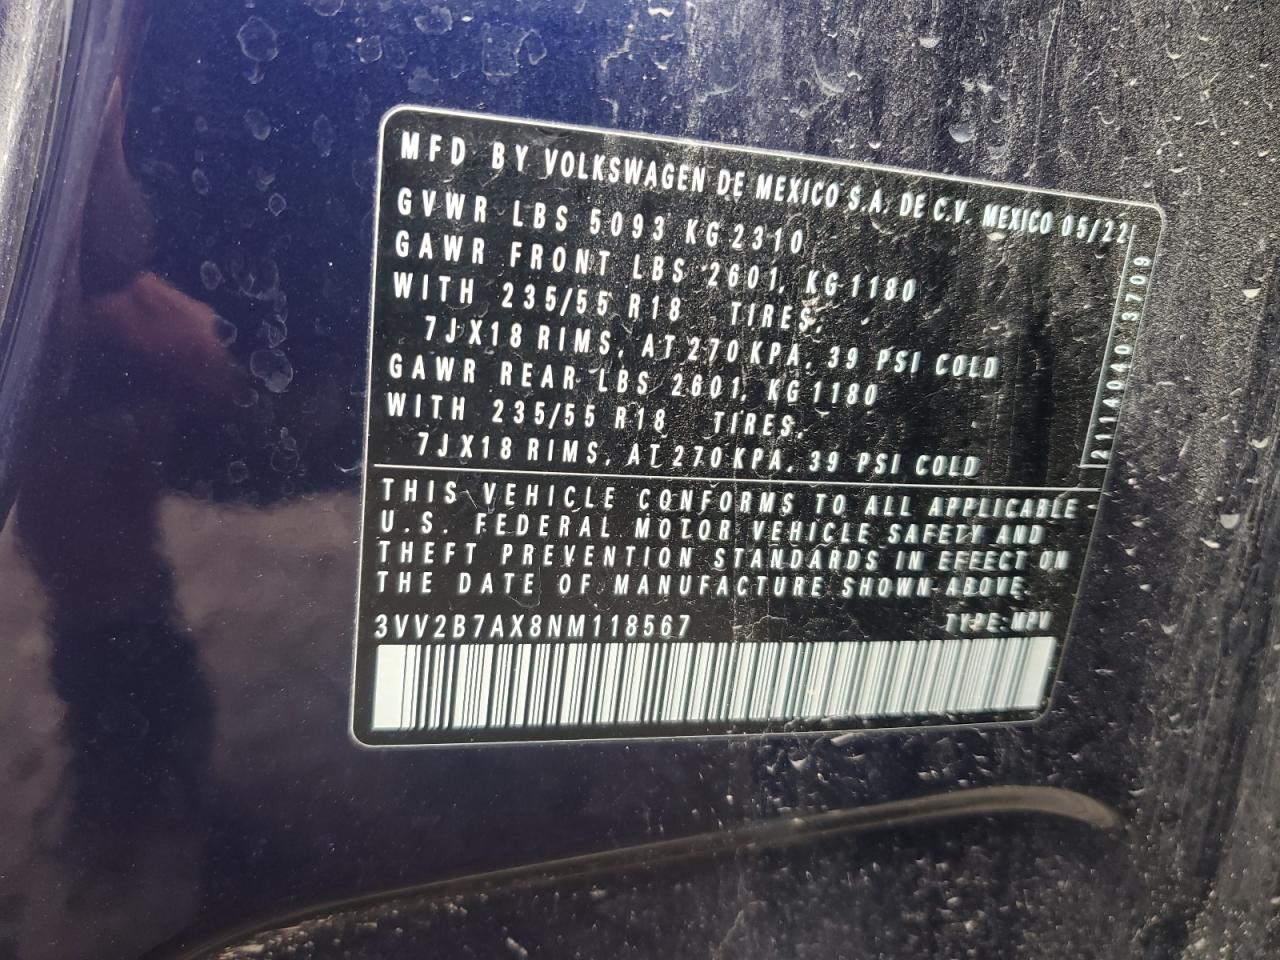 MFD BY VOLKSWAGEN DE MEXICO S.A. DE C.V. MEXICO 05/22
GVWR LBS 5093 KG 2310
GAWR FRONT LBS 2601, KG 1180
WITH 235/55 R18 TIRES,
7JX18 RIMS, AT 270 KPA, 39 PSI COLD
GAWR REAR LBS 2601, KG 1180
WITH 235/55 R18 TIRES,
7JX18 RIMS, AT 270 KPA, 39 PSI COLD
2114040 3709
THIS VEHICLE CONFORMS TO ALL APPLICABLE
U.S. FEDERAL MOTOR VEHICLE SAFETY AND
THEFT PREVENTION STANDARDS IN EFFECT ON
THE DATE OF MANUFACTURE SHOWN ABOVE.
3VV2B7AX8NM118567 TYPE: MPV